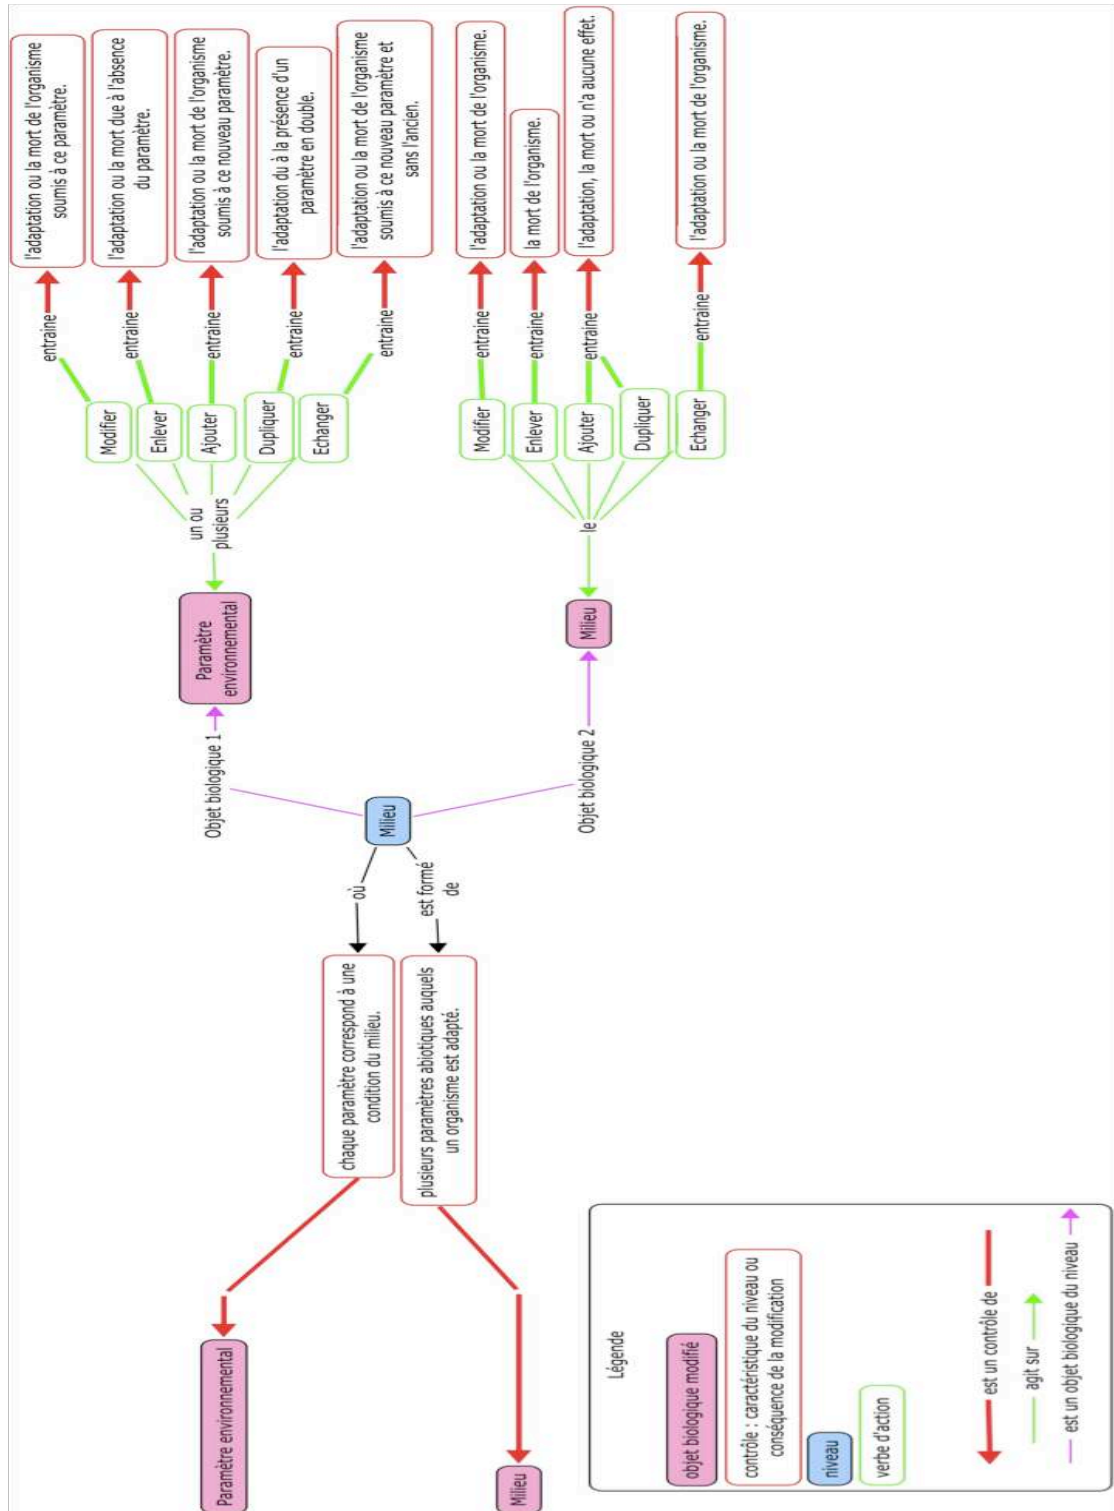 l'adaptation ou la mort de l'organisme
soumis à ce paramètre.
l'adaptation ou la mort due à l'absence
du paramètre.
l'adaptation ou la mort de l'organisme
soumis à ce nouveau paramètre.
l'adaptation dû à la présence d'un
paramètre en double.
l'adaptation ou la mort de l'organisme
soumis à ce nouveau paramètre et
sans l'ancien.
l'adaptation ou la mort de l'organisme.
la mort de l'organisme.
l'adaptation, la mort ou n'a aucune effet.
l'adaptation ou la mort de l'organisme.
entraine
entraine
entraine
entraine
entraine
entraine
entraine
entraine
entraine
Modifier
Enlever
Ajouter
Dupliquer
Echanger
Modifier
Enlever
Ajouter
Dupliquer
Echanger
un ou
plusieurs
le
Paramètre
environnemental
Milieu
Objet biologique 1
Objet biologique 2
Milieu
où
est formé
de
chaque paramètre correspond à une
condition du milieu.
plusieurs paramètres abiotiques auquels
un organisme est adapté.
Paramètre environnemental
Milieu
Légende
objet biologique modifié
contrôle : caractéristique du niveau ou
conséquence de la modification
niveau
verbe d'action
est un contrôle de
agit sur
est un objet biologique du niveau